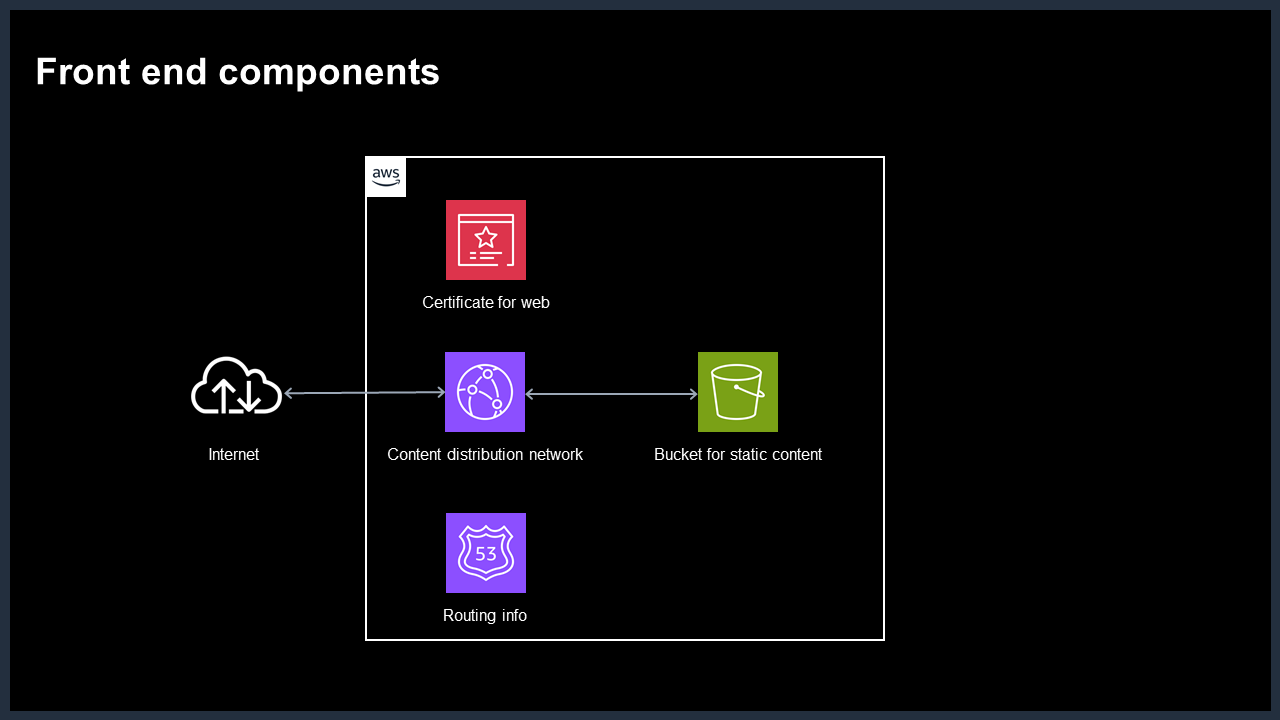 Front end components
aws
Certificate for web
Internet
Content distribution network
Bucket for static content
53
Routing info